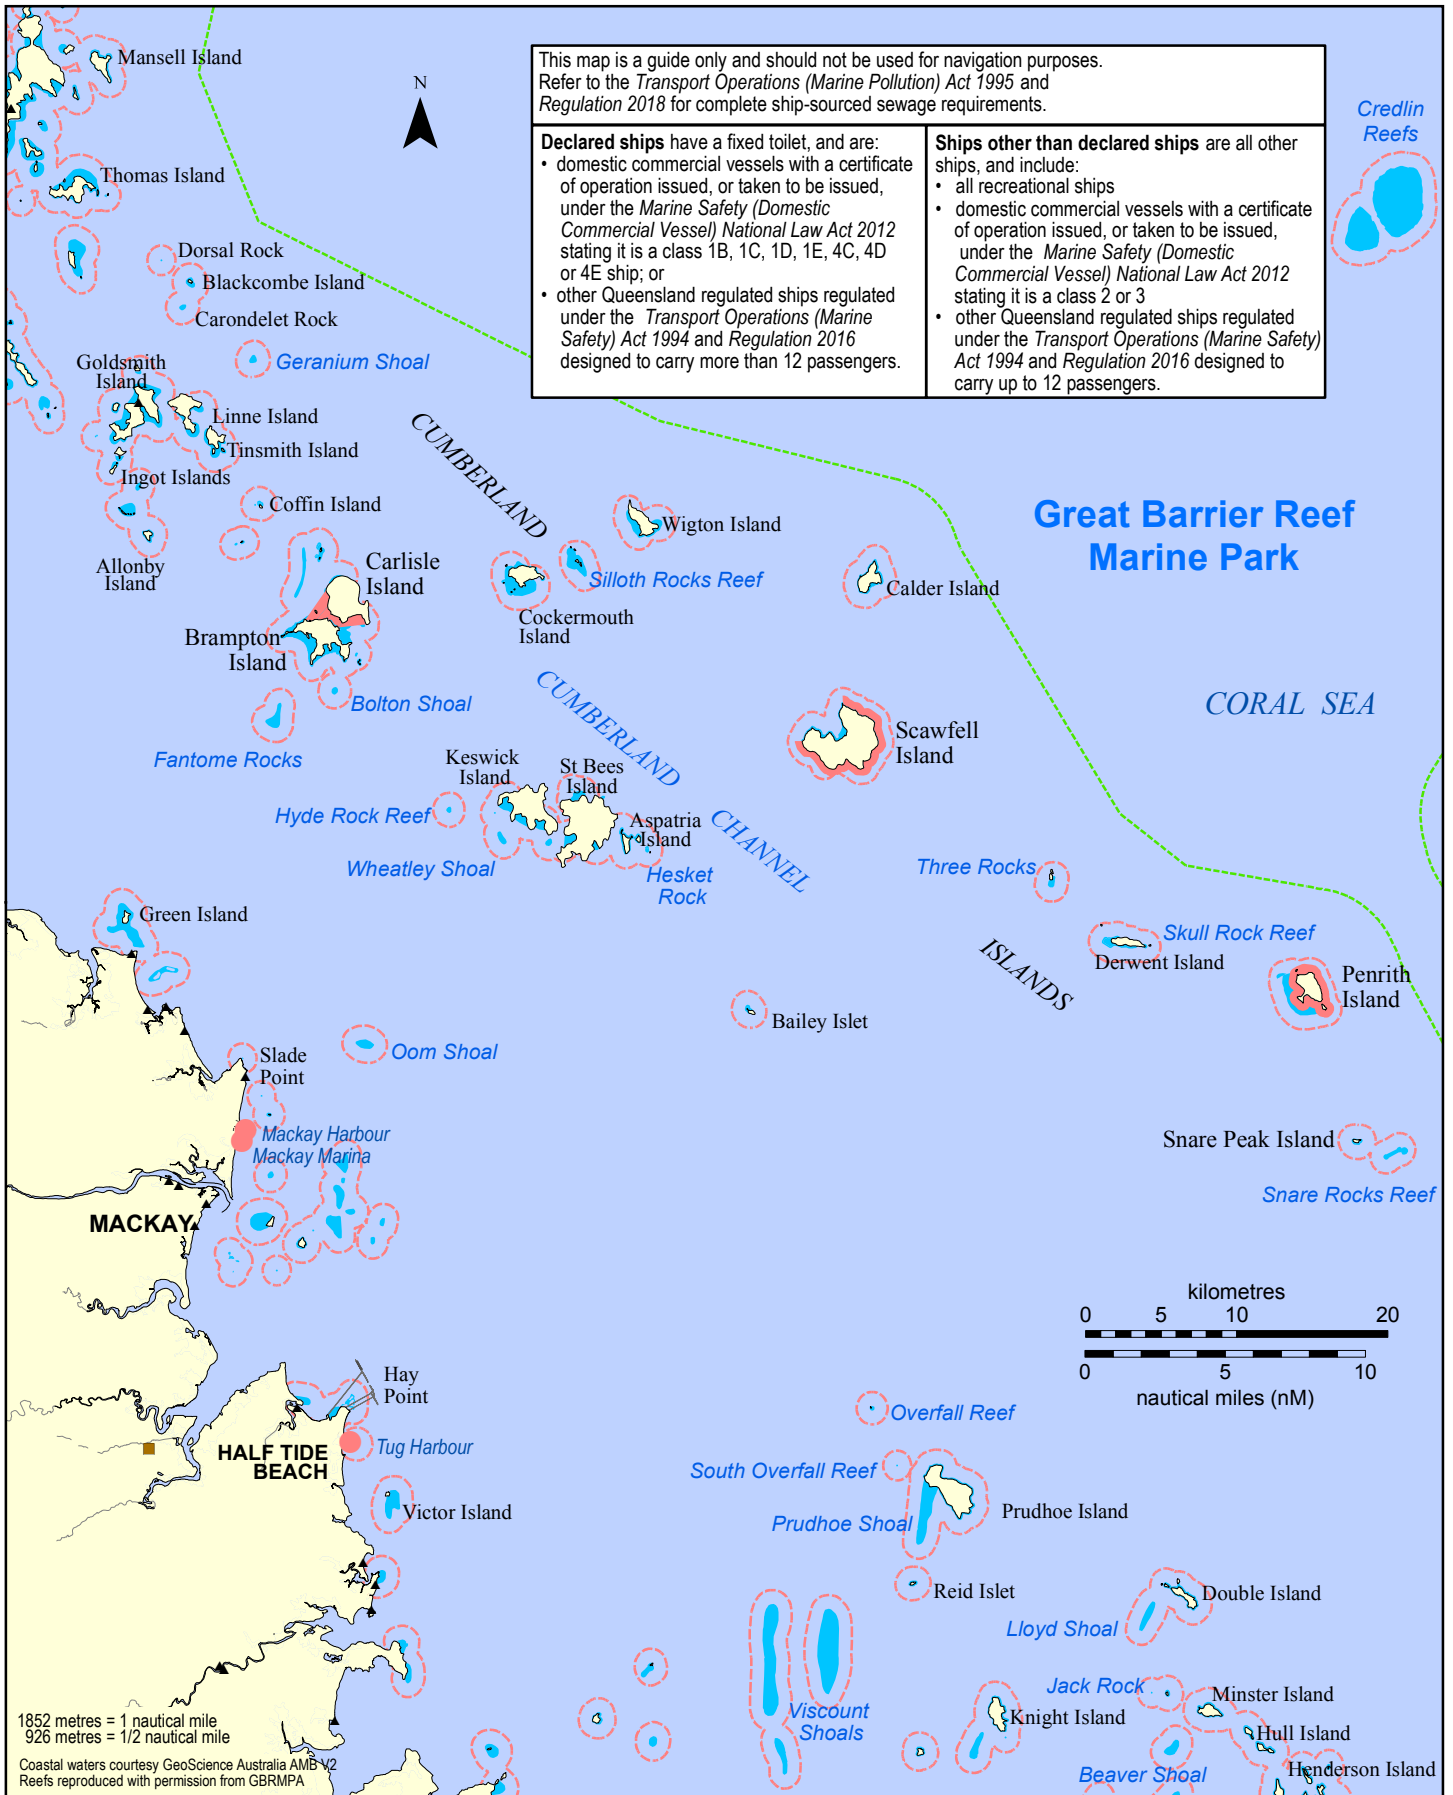 Mansell Island
N
This map is a guide only and should not be used for navigation purposes.
Refer to the Transport Operations (Marine Pollution) Act 1995 and
Regulation 2018 for complete ship-sourced sewage requirements.
Declared ships have a fixed toilet, and are:
• domestic commercial vessels with a certificate
of operation issued, or taken to be issued,
under the Marine Safety (Domestic
Commercial Vessel) National Law Act 2012
stating it is a class 1B, 1C, 1D, 1E, 4C, 4D
or 4E ship; or
• other Queensland regulated ships regulated
under the Transport Operations (Marine
Safety) Act 1994 and Regulation 2016
designed to carry more than 12 passengers.
Ships other than declared ships are all other
ships, and include:
• all recreational ships
• domestic commercial vessels with a certificate
of operation issued, or taken to be issued,
under the Marine Safety (Domestic
Commercial Vessel) National Law Act 2012
stating it is a class 2 or 3
• other Queensland regulated ships regulated
under the Transport Operations (Marine Safety)
Act 1994 and Regulation 2016 designed to
carry up to 12 passengers.
Credlin
Reefs
Thomas Island
Dorsal Rock
Blackcombe Island
Carondelet Rock
Geranium Shoal
Goldsmith
Island
Linne Island
Tinsmith Island
Ingot Islands
Coffin Island
Allonby
Island
CUMBERLAND
Wigton Island
Silloth Rocks Reef
Cockermouth
Island
Great Barrier Reef
Marine Park
Calder Island
Carlisle
Island
Brampton
Island
Bolton Shoal
Fantome Rocks
CUMBERLAND
CHANNEL
CORAL SEA
Scawfell
Island
Keswick
Island
St Bees
Island
Aspatria
Island
Hyde Rock Reef
Wheatley Shoal
Hesket
Rock
Three Rocks
Skull Rock Reef
Derwent Island
ISLANDS
Penrith
Island
Green Island
Bailey Islet
Oom Shoal
Slade
Point
Mackay Harbour
Mackay Marina
MACKAY
Snare Peak Island
Snare Rocks Reef
kilometres
0 5 10 20
0 5 10
nautical miles (nM)
Hay
Point
HALF TIDE
BEACH
Tug Harbour
Victor Island
Overfall Reef
South Overfall Reef
Prudhoe Shoal
Prudhoe Island
Reid Islet
Double Island
Lloyd Shoal
Viscount
Shoals
Jack Rock
Minster Island
Knight Island
Hull Island
Beaver Shoal
Henderson Island
1852 metres = 1 nautical mile
926 metres = 1/2 nautical mile
Coastal waters courtesy GeoScience Australia AMB V2
Reefs reproduced with permission from GBRMPA